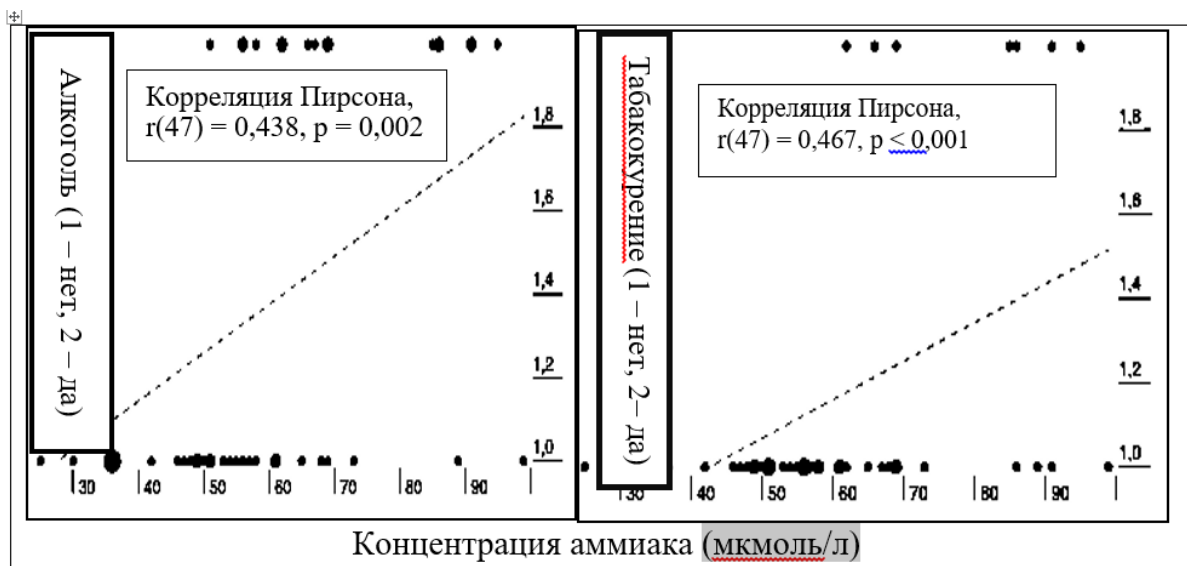 Алкоголь (1 – нет, 2 – да)
Корреляция Пирсона,
r(47) = 0,438, p = 0,002
1,8
1,6
1,4
1,2
1,0
30 40 50 60 70 80 90
Табакокурение (1 – нет, 2– да)
Корреляция Пирсона,
r(47) = 0,467, p < 0,001
1,8
1,6
1,4
1,2
1,0
30 40 50 60 70 80 90
Концентрация аммиака (мкмоль/л)